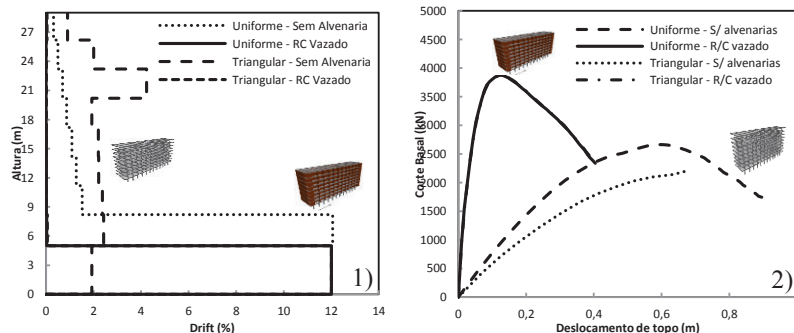 29
27
24
21
18
15
12
9
6
3
0
Altura (m)
Uniforme - Sem Alvenaria
Uniforme - RC Vazado
Triangular - Sem Alvenaria
Triangular - RC Vazado
1)
0 2 4 6 8 10 12 14
Drift (%)
5000
4500
4000
3500
3000
2500
2000
1500
1000
500
0
Corte Basal (kN)
Uniforme - S/ alvenarias
Uniforme - R/C vazado
Triangular - S/ alvenarias
Triangular - R/C vazado
2)
0 0,2 0,4 0,6 0,8 1
Deslocamento de topo (m)